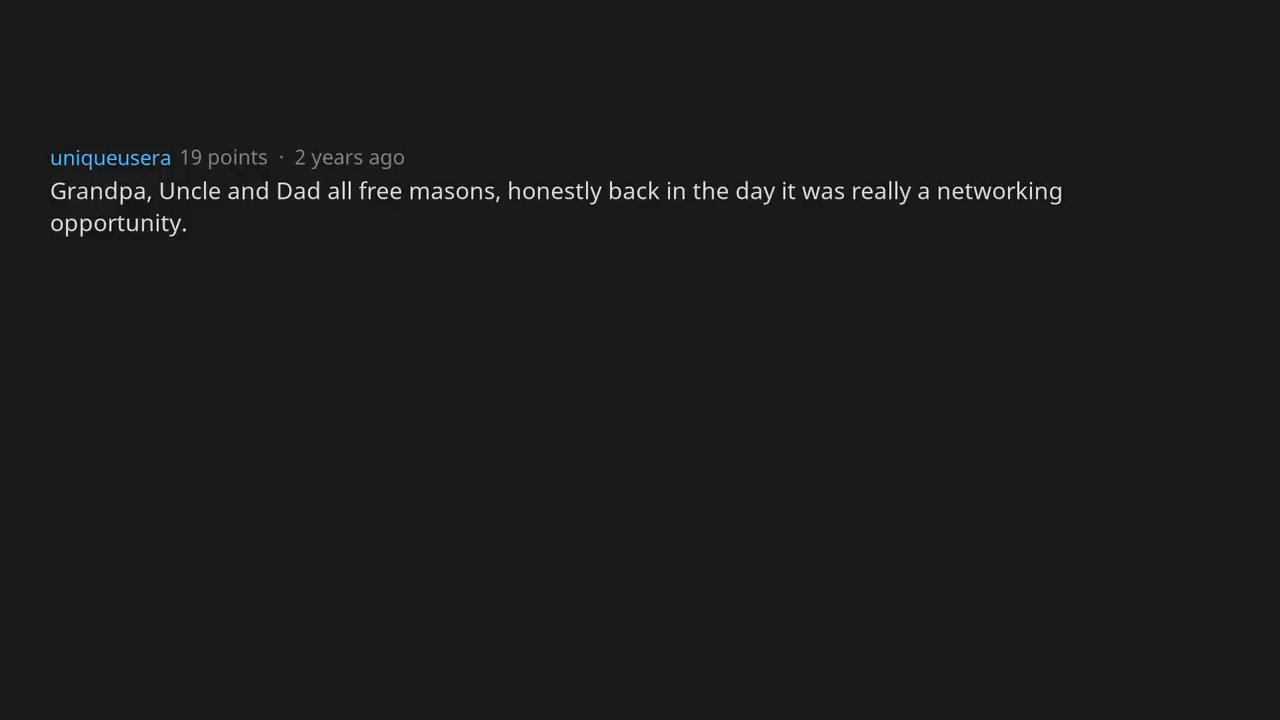 uniqueusera 19 points · 2 years ago
Grandpa, Uncle and Dad all free masons, honestly back in the day it was really a networking
opportunity.